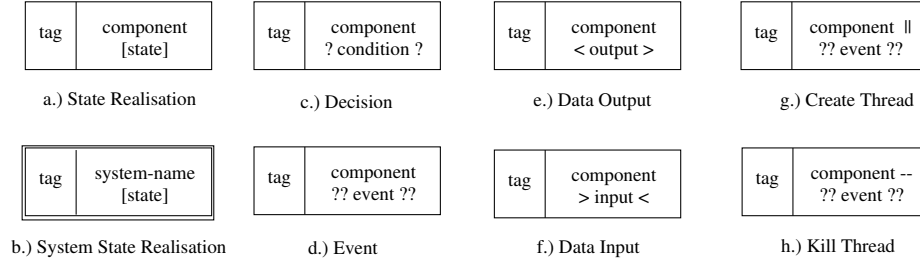 tag component [state]
a.) State Realisation
tag component ? condition ?
c.) Decision
tag component < output >
e.) Data Output
tag component ||
?? event ??
g.) Create Thread
tag system-name [state]
b.) System State Realisation
tag component ?? event ??
d.) Event
tag component > input <
f.) Data Input
tag component --
?? event ??
h.) Kill Thread